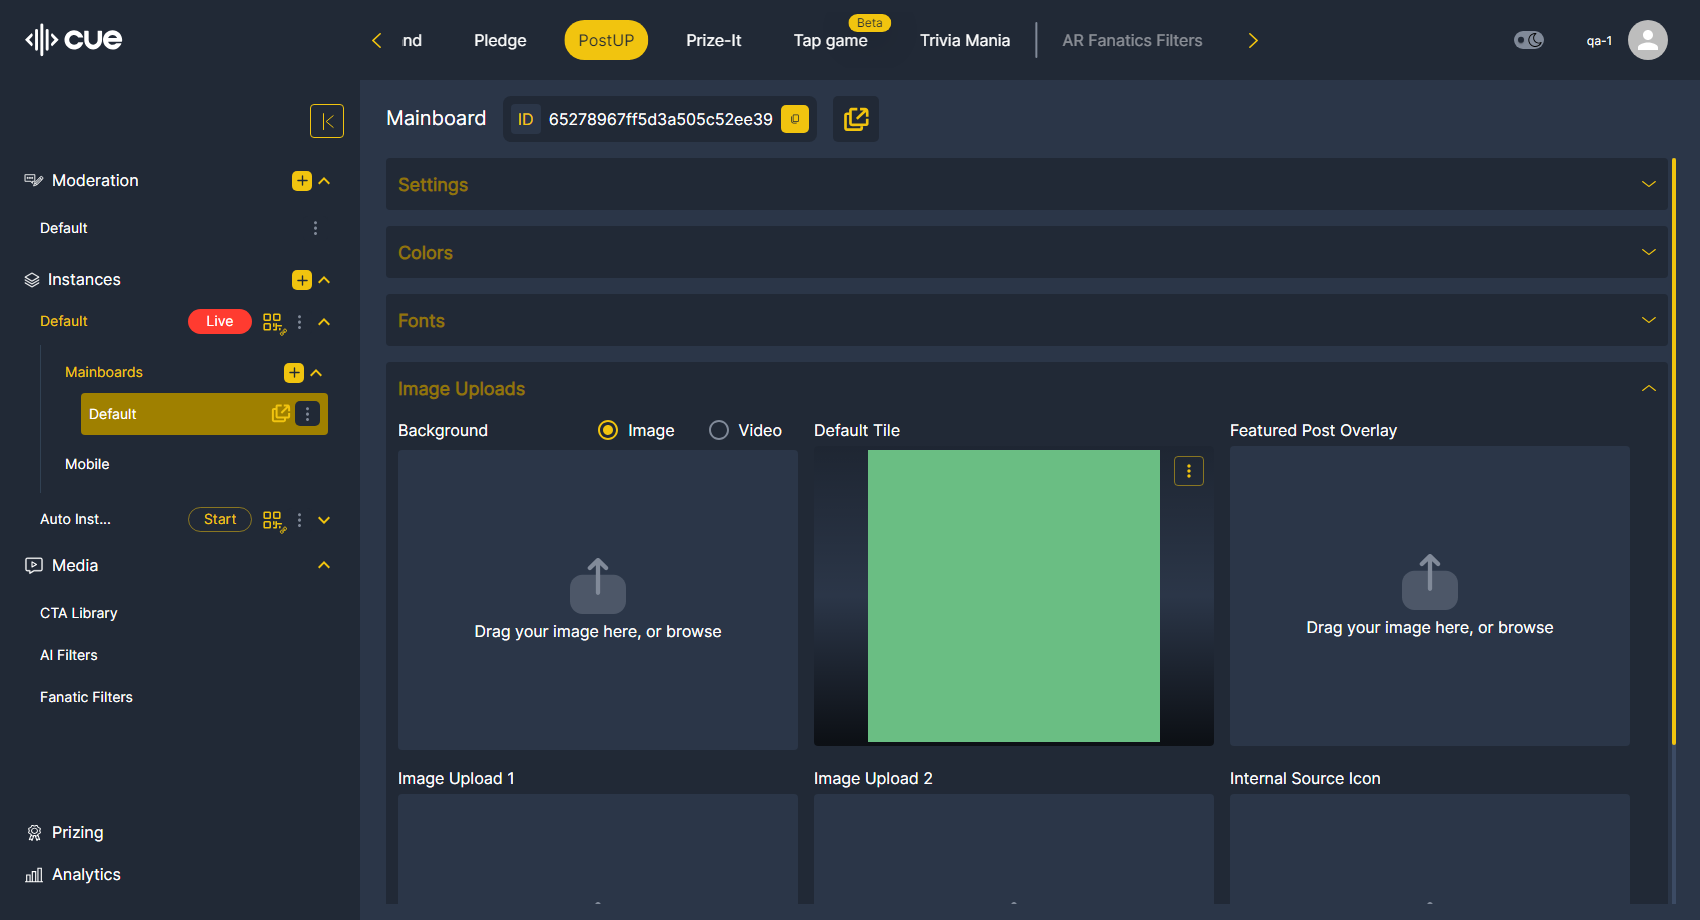 cue
nd
Pledge
PostUP
Prize-It
Beta
Tap game
Trivia Mania
AR Fanatics Filters
qa-1
Moderation
Default
Instances
Default
Live
Mainboards
Default
Mobile
Auto Inst...
Start
Media
CTA Library
AI Filters
Fanatic Filters
Prizing
Analytics
Mainboard
ID
65278967ff5d3a505c52ee39
Settings
Colors
Fonts
Image Uploads
Background
Image
Video
Default Tile
Featured Post Overlay
Drag your image here, or browse
Drag your image here, or browse
Image Upload 1
Image Upload 2
Internal Source Icon